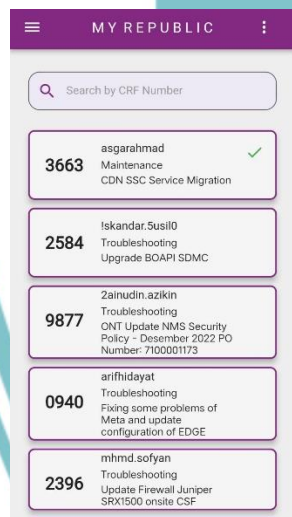 MY REPUBLIC
Search by CRF Number
asgarahmad
3663
Maintenance
CDN SSC Service Migration
!skandar.5usil0
2584
Troubleshooting
Upgrade BOAPI SDMC
2ainudin.azikin
Troubleshooting
9877
ONT Update NMS Security
Policy - Desember 2022 PO
Number: 7100001173
arifhidayat
Troubleshooting
0940
Fixing some problems of
Meta and update
configuration of EDGE
mhmd.sofyan
Troubleshooting
2396
Update Firewall Juniper
SRX1500 onsite CSF